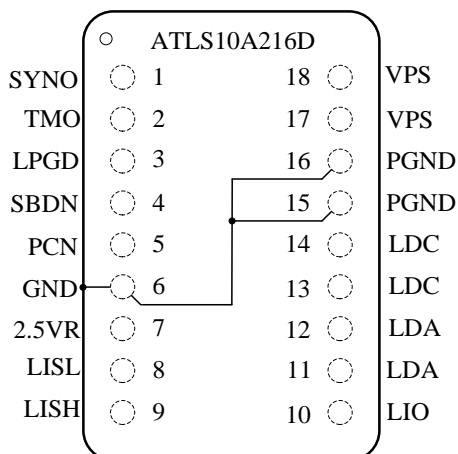 ATLS10A216D
SYNO 1 18 VPS
TMO 2 17 VPS
LPGD 3 16 PGND
SBDN 4 15 PGND
PCN 5 14 LDC
GND 6 13 LDC
2.5VR 7 12 LDA
LISL 8 11 LDA
LISH 9 10 LIO